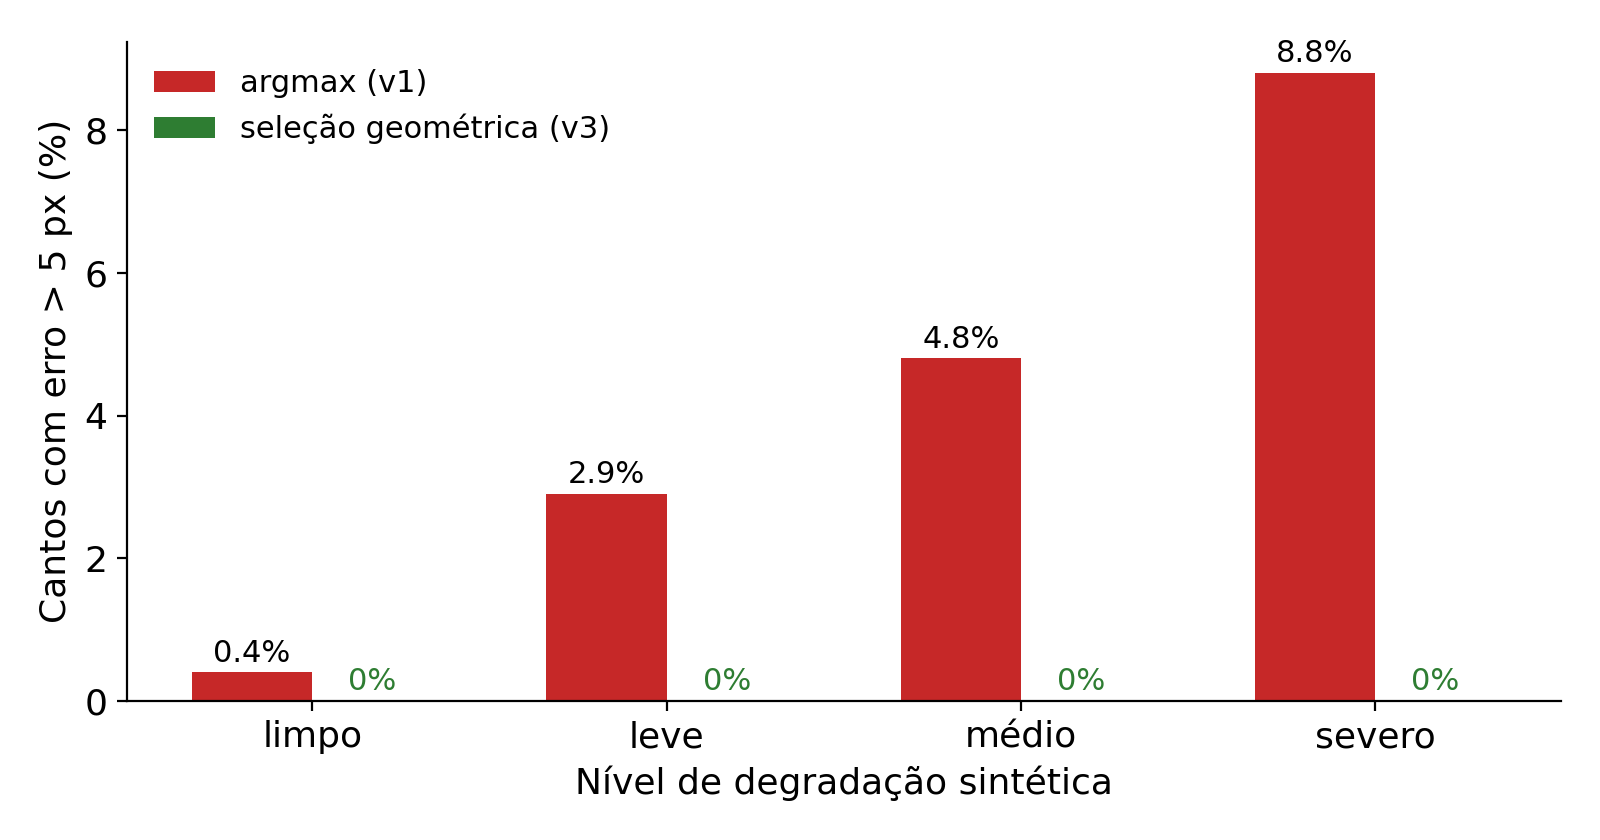 8.8%
argmax (v1)
seleção geométrica (v3)
Cantos com erro > 5 px (%)
8
6
4
2
0
4.8%
2.9%
0.4%
0%
0%
0%
0%
limpo
leve
médio
severo
Nível de degradação sintética